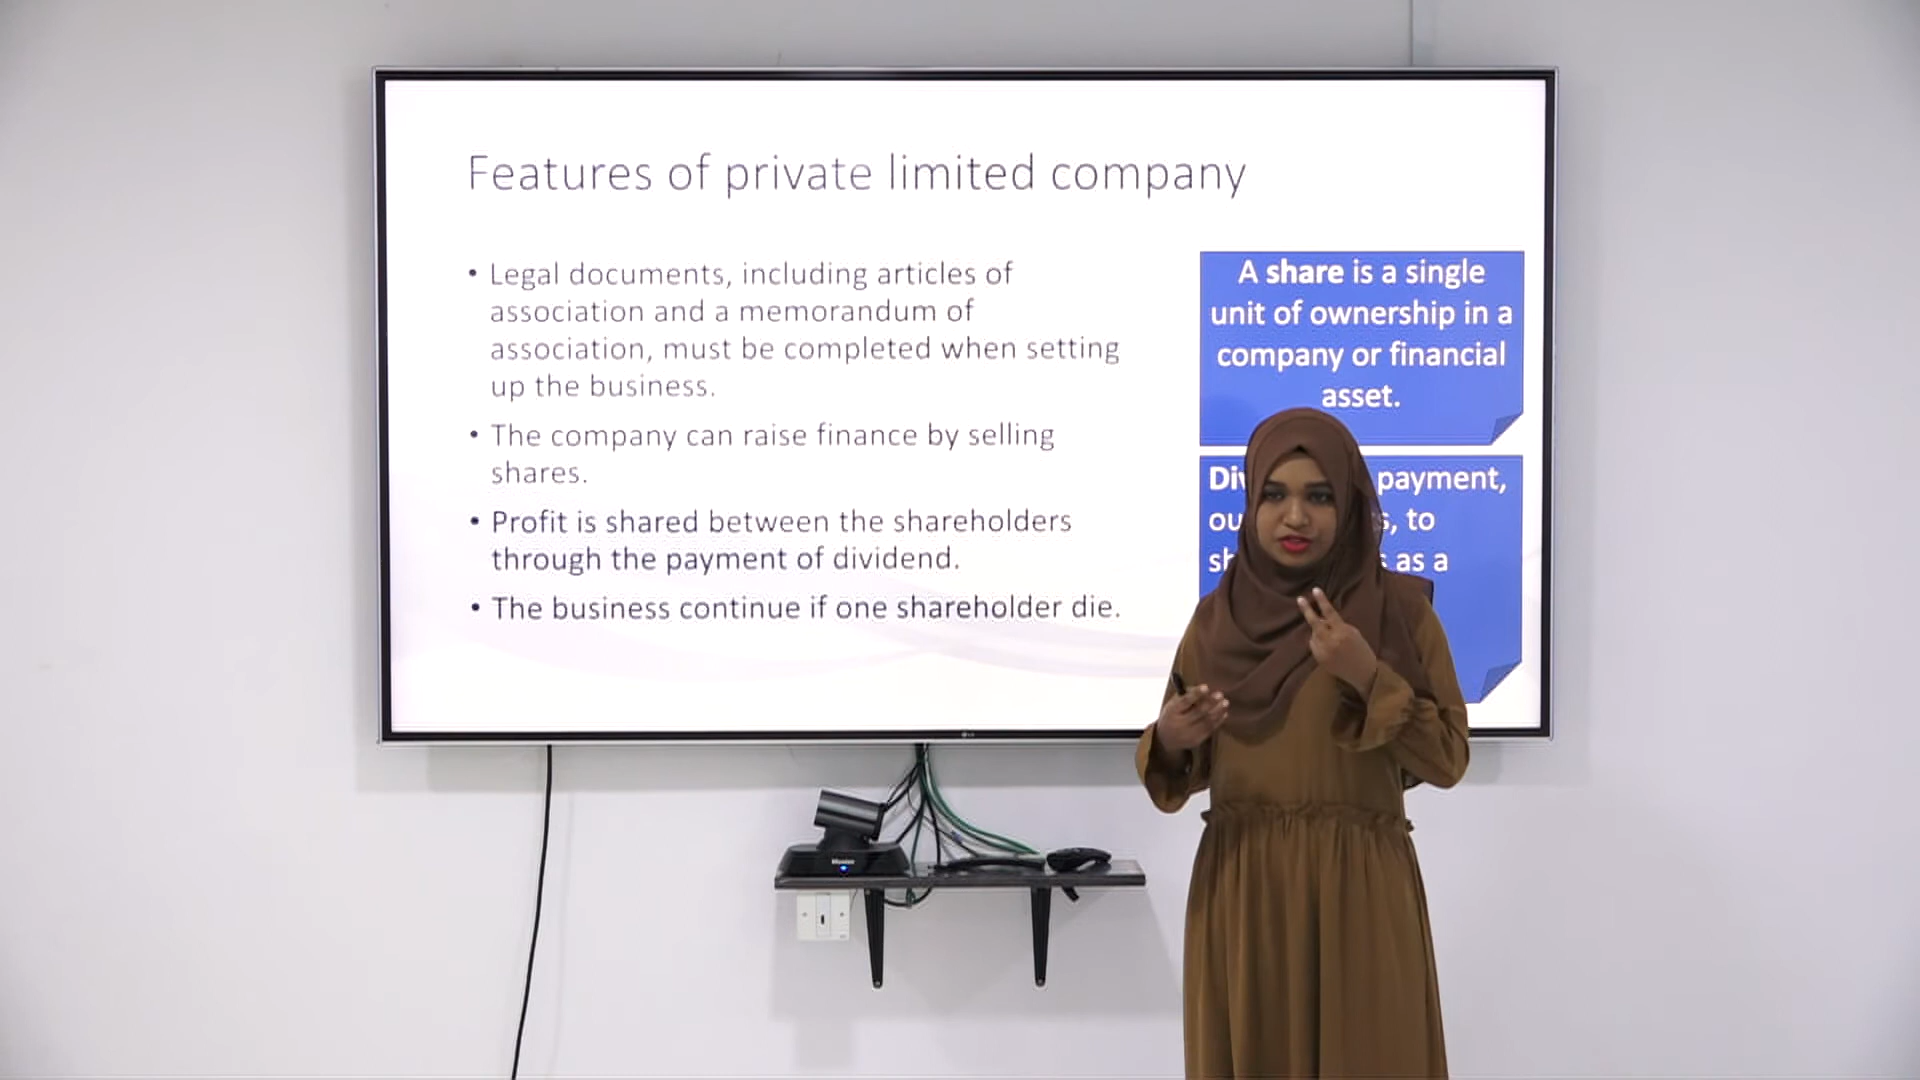 Features of private limited company
• Legal documents, including articles of
association and a memorandum of
association, must be completed when setting
up the business.
• The company can raise finance by selling
shares.
• Profit is shared between the shareholders
through the payment of dividend.
• The business continue if one shareholder die.
A share is a single
unit of ownership in a
company or financial
asset.
payment,
to
as a
LG